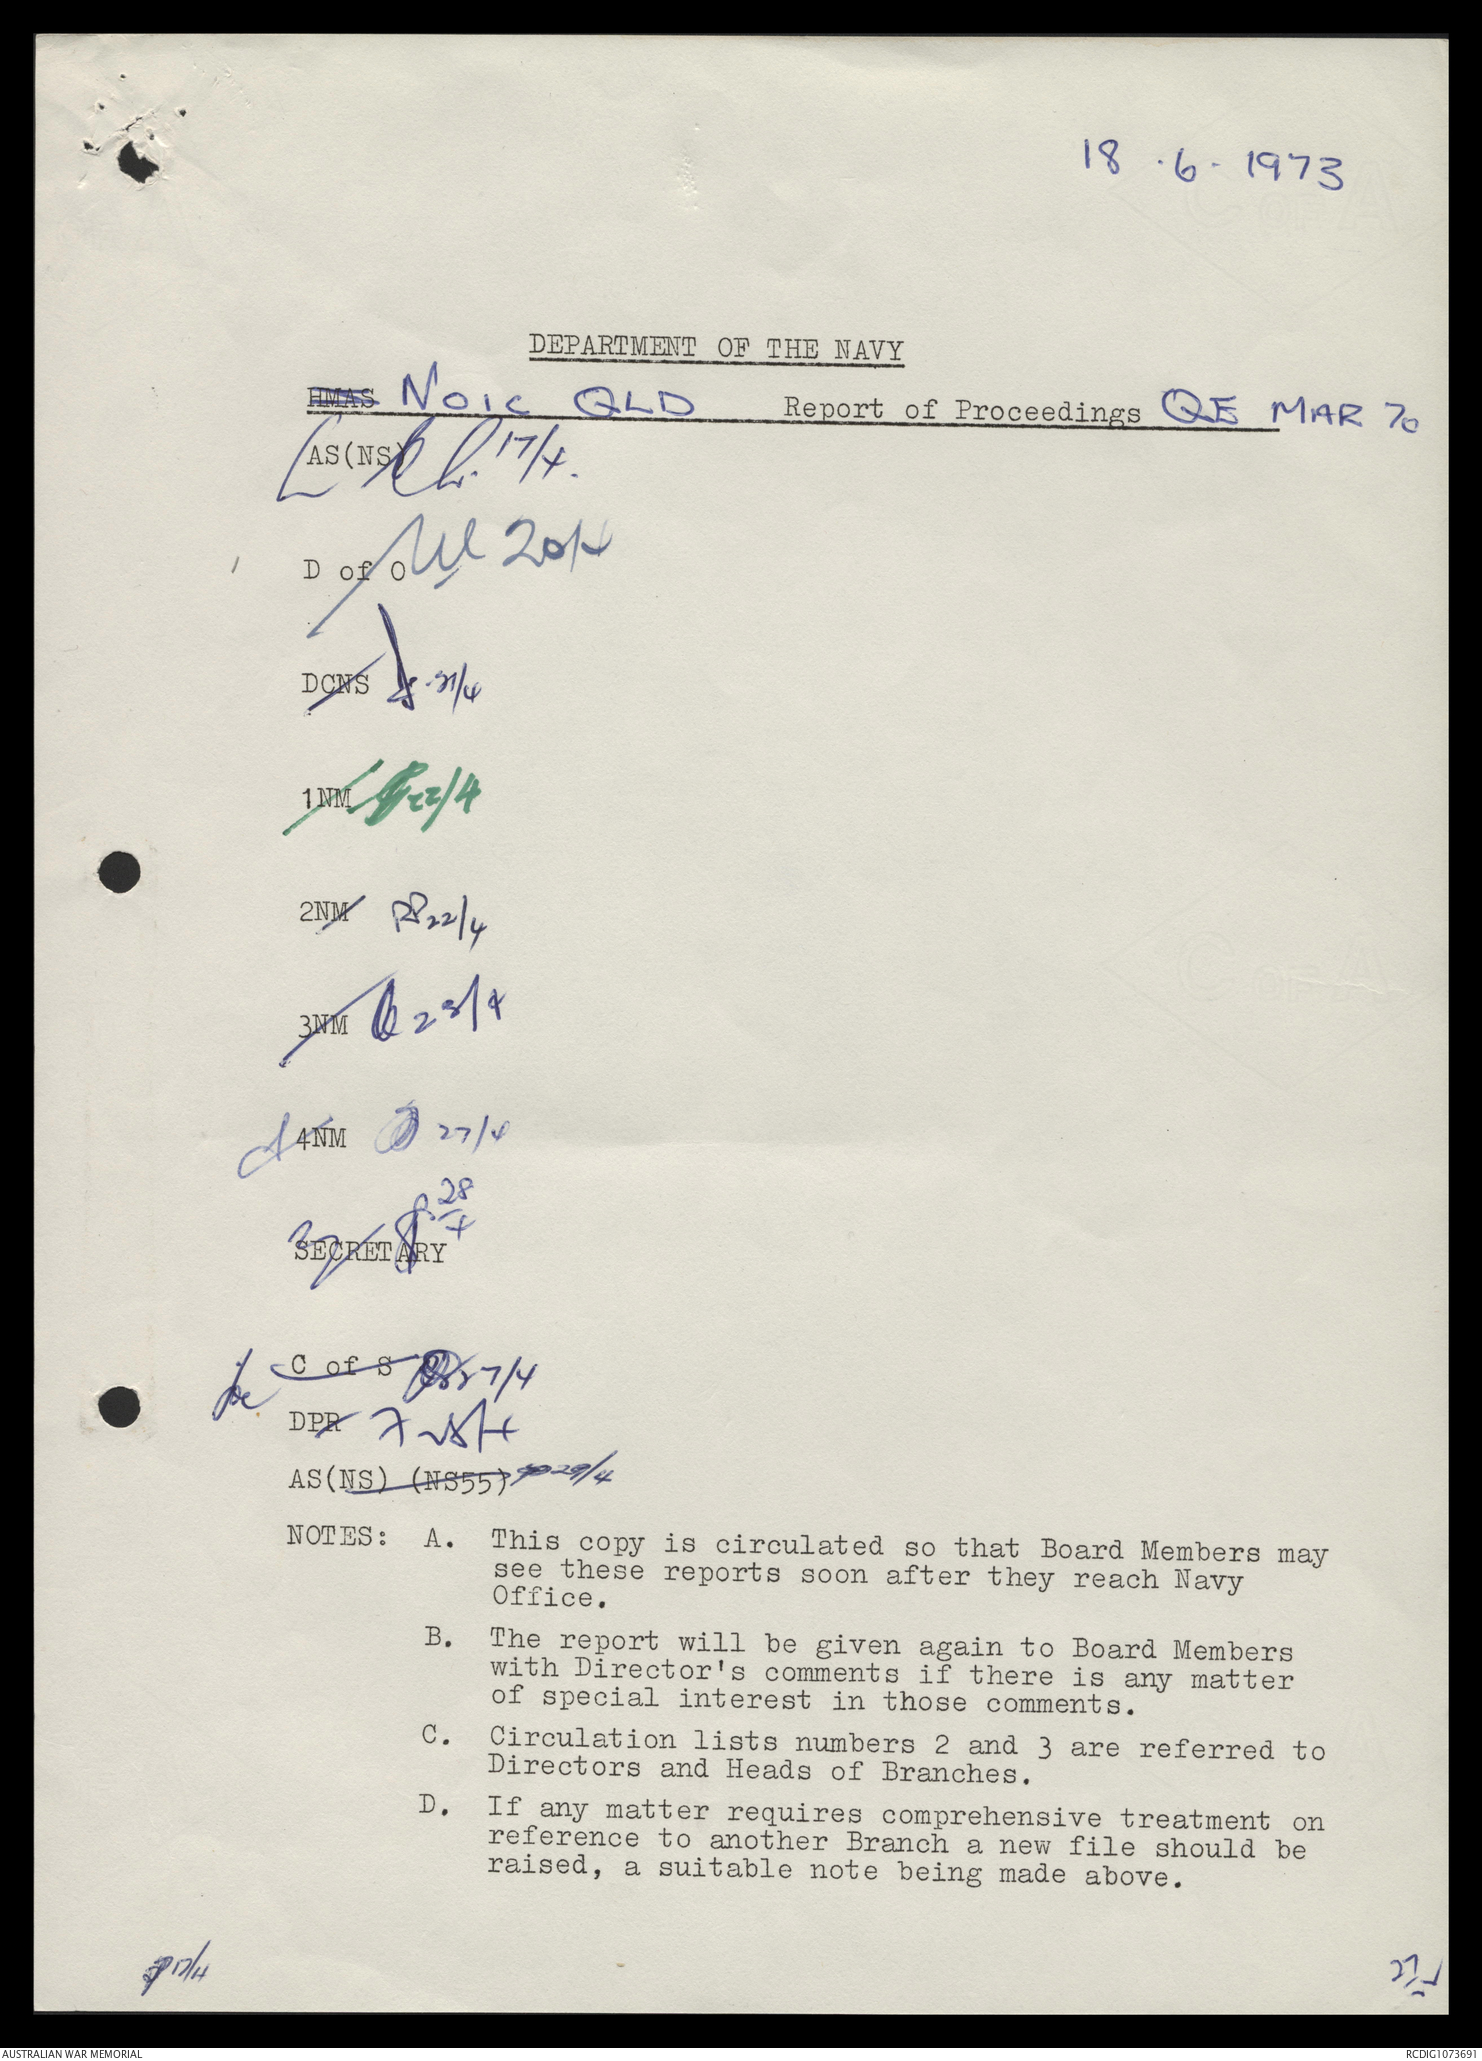 18 . 6 . 1973
DEPARTMENT OF THE NAVY
HMAS NOIC QLD Report of Proceedings QE MAR 70
AS(NS) 17/4.
D of O 20/4
DCNS 21/4
1NM 22/4
2NM 22/4
3NM 23/4
4NM 27/4
SECRETARY 28/4
C of S 27/4
DPR
AS(NS) (NS55) 29/4
NOTES: A. This copy is circulated so that Board Members may
see these reports soon after they reach Navy
Office.
B. The report will be given again to Board Members
with Director's comments if there is any matter
of special interest in those comments.
C. Circulation lists numbers 2 and 3 are referred to
Directors and Heads of Branches.
D. If any matter requires comprehensive treatment on
reference to another Branch a new file should be
raised, a suitable note being made above.
17/4
AUSTRALIAN WAR MEMORIAL
RCDIG1073691